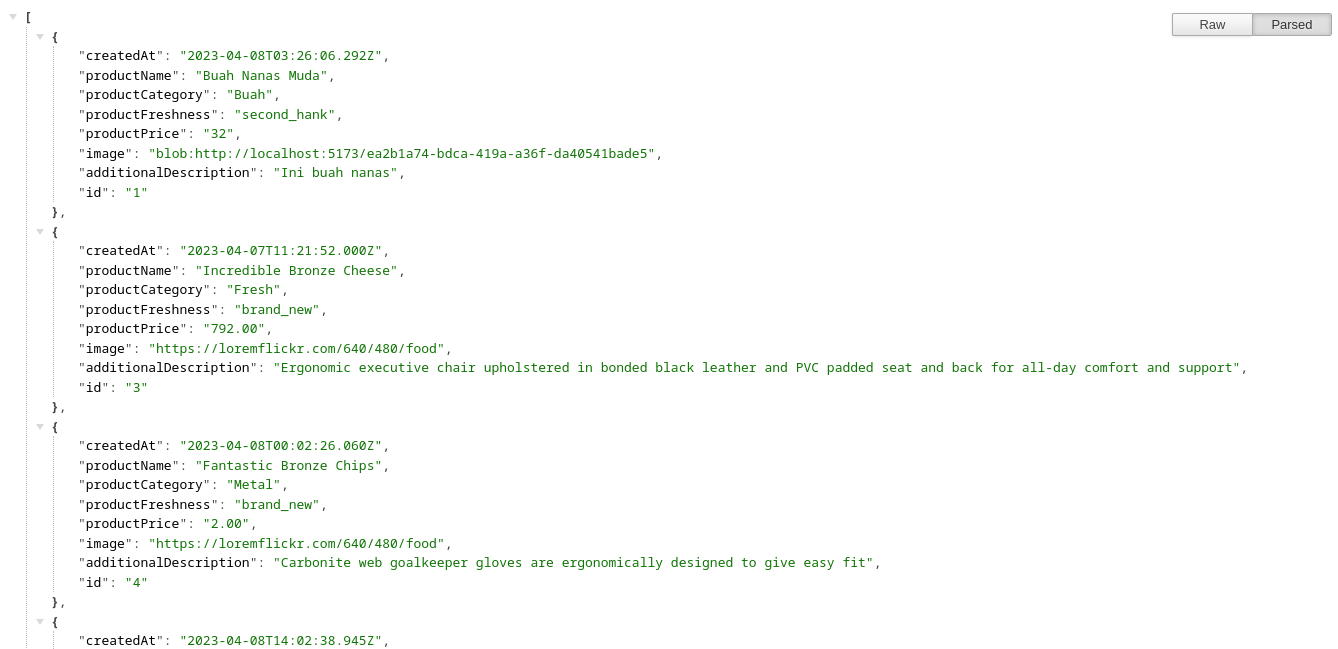 [
Raw Parsed
{
"createdAt": "2023-04-08T03:26:06.292Z",
"productName": "Buah Nanas Muda",
"productCategory": "Buah",
"productFreshness": "second_hank",
"productPrice": "32",
"image": "blob:http://localhost:5173/ea2b1a74-bdca-419a-a36f-da40541bade5",
"additionalDescription": "Ini buah nanas",
"id": "1"
},
{
"createdAt": "2023-04-07T11:21:52.000Z",
"productName": "Incredible Bronze Cheese",
"productCategory": "Fresh",
"productFreshness": "brand_new",
"productPrice": "792.00",
"image": "https://loremflickr.com/640/480/food",
"additionalDescription": "Ergonomic executive chair upholstered in bonded black leather and PVC padded seat and back for all-day comfort and support",
"id": "3"
},
{
"createdAt": "2023-04-08T00:02:26.060Z",
"productName": "Fantastic Bronze Chips",
"productCategory": "Metal",
"productFreshness": "brand_new",
"productPrice": "2.00",
"image": "https://loremflickr.com/640/480/food",
"additionalDescription": "Carbonite web goalkeeper gloves are ergonomically designed to give easy fit",
"id": "4"
},
{
"createdAt": "2023-04-08T14:02:38.945Z",